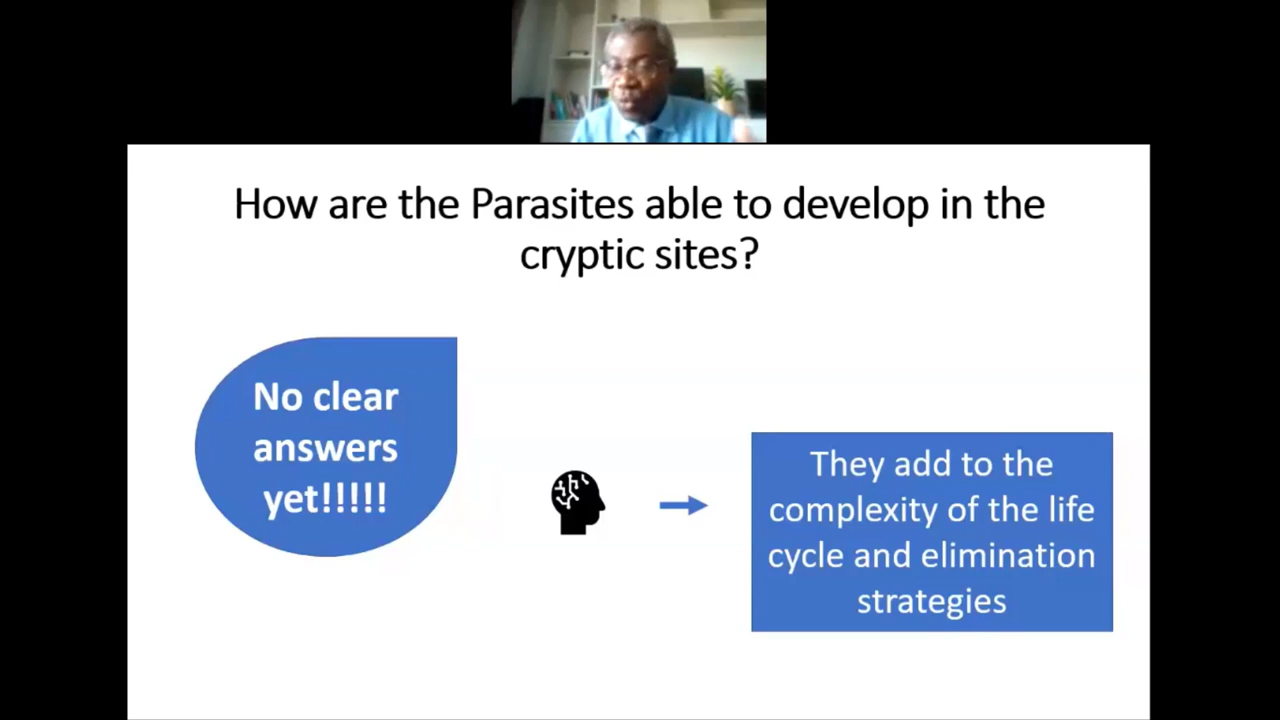 How are the Parasites able to develop in the
cryptic sites?
No clear
answers
yet!!!!!
They add to the
complexity of the life
cycle and elimination
strategies